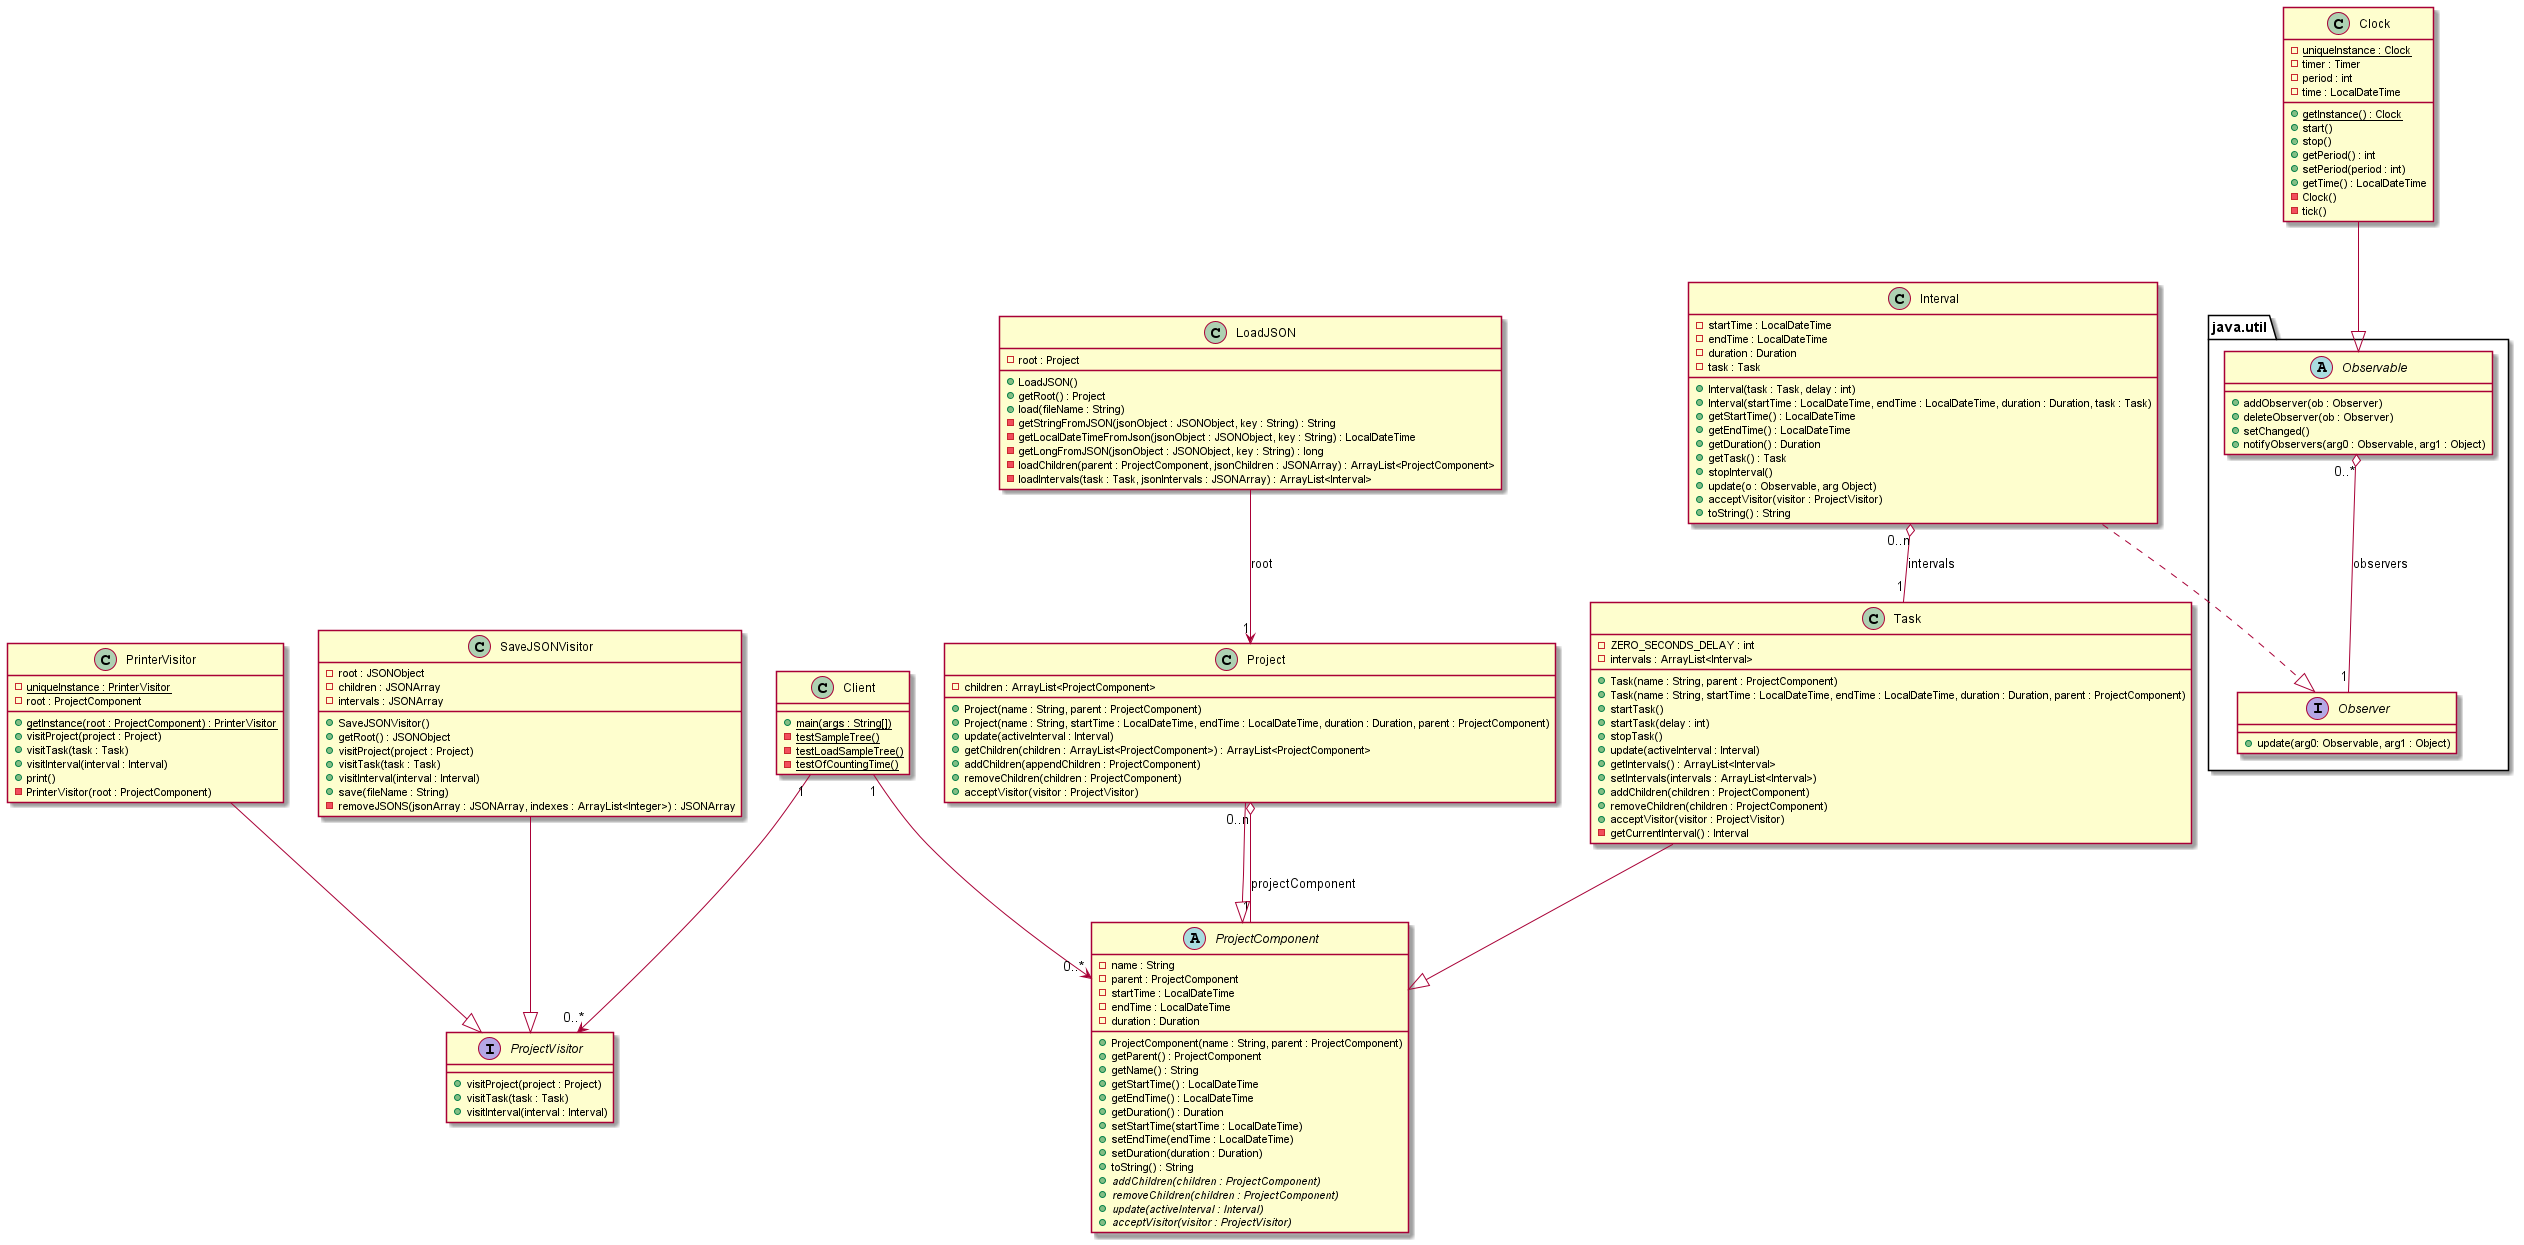 C Clock
uniqueInstance : Clock
timer : Timer
period : int
time : LocalDateTime
getInstance() : Clock
start()
stop()
getPeriod() : int
setPeriod(period : int)
getTime() : LocalDateTime
Clock()
tick()
C LoadJSON
root : Project
LoadJSON()
getRoot() : Project
load(fileName : String)
getStringFromJSON(jsonObject : JSONObject, key : String) : String
getLocalDateTimeFromJson(jsonObject : JSONObject, key : String) : LocalDateTime
getLongFromJSON(jsonObject : JSONObject, key : String) : long
loadChildren(parent : ProjectComponent, jsonChildren : JSONArray) : ArrayList<ProjectComponent>
loadIntervals(task : Task, jsonIntervals : JSONArray) : ArrayList<Interval>
C Interval
startTime : LocalDateTime
endTime : LocalDateTime
duration : Duration
task : Task
Interval(task : Task, delay : int)
Interval(startTime : LocalDateTime, endTime : LocalDateTime, duration : Duration, task : Task)
getStartTime() : LocalDateTime
getEndTime() : LocalDateTime
getDuration() : Duration
getTask() : Task
stopInterval()
update(o : Observable, arg Object)
acceptVisitor(visitor : ProjectVisitor)
toString() : String
java.util
A Observable
addObserver(ob : Observer)
deleteObserver(ob : Observer)
setChanged()
notifyObservers(arg0 : Observable, arg1 : Object)
0..*
observers
1
I Observer
update(arg0: Observable, arg1 : Object)
root
1
0..n
intervals
1
C PrinterVisitor
uniqueInstance : PrinterVisitor
root : ProjectComponent
getInstance(root : ProjectComponent) : PrinterVisitor
visitProject(project : Project)
visitTask(task : Task)
visitInterval(interval : Interval)
print()
PrinterVisitor(root : ProjectComponent)
C SaveJSONVisitor
root : JSONObject
children : JSONArray
intervals : JSONArray
SaveJSONVisitor()
getRoot() : JSONObject
visitProject(project : Project)
visitTask(task : Task)
visitInterval(interval : Interval)
save(fileName : String)
removeJSONS(jsonArray : JSONArray, indexes : ArrayList<Integer>) : JSONArray
C Client
main(args : String[])
testSampleTree()
testLoadSampleTree()
testOfCountingTime()
1
1
C Project
children : ArrayList<ProjectComponent>
Project(name : String, parent : ProjectComponent)
Project(name : String, startTime : LocalDateTime, endTime : LocalDateTime, duration : Duration, parent : ProjectComponent)
update(activeInterval : Interval)
getChildren(children : ArrayList<ProjectComponent>) : ArrayList<ProjectComponent>
addChildren(appendChildren : ProjectComponent)
removeChildren(children : ProjectComponent)
acceptVisitor(visitor : ProjectVisitor)
C Task
ZERO_SECONDS_DELAY : int
intervals : ArrayList<Interval>
Task(name : String, parent : ProjectComponent)
Task(name : String, startTime : LocalDateTime, endTime : LocalDateTime, duration : Duration, parent : ProjectComponent)
startTask()
startTask(delay : int)
stopTask()
update(activeInterval : Interval)
getIntervals() : ArrayList<Interval>
setIntervals(intervals : ArrayList<Interval>)
addChildren(children : ProjectComponent)
removeChildren(children : ProjectComponent)
acceptVisitor(visitor : ProjectVisitor)
getCurrentInterval() : Interval
0..n
projectComponent
1
0..*
0..*
I ProjectVisitor
visitProject(project : Project)
visitTask(task : Task)
visitInterval(interval : Interval)
A ProjectComponent
name : String
parent : ProjectComponent
startTime : LocalDateTime
endTime : LocalDateTime
duration : Duration
ProjectComponent(name : String, parent : ProjectComponent)
getParent() : ProjectComponent
getName() : String
getStartTime() : LocalDateTime
getEndTime() : LocalDateTime
getDuration() : Duration
setStartTime(startTime : LocalDateTime)
setEndTime(endTime : LocalDateTime)
setDuration(duration : Duration)
toString() : String
addChildren(children : ProjectComponent)
removeChildren(children : ProjectComponent)
update(activeInterval : Interval)
acceptVisitor(visitor : ProjectVisitor)